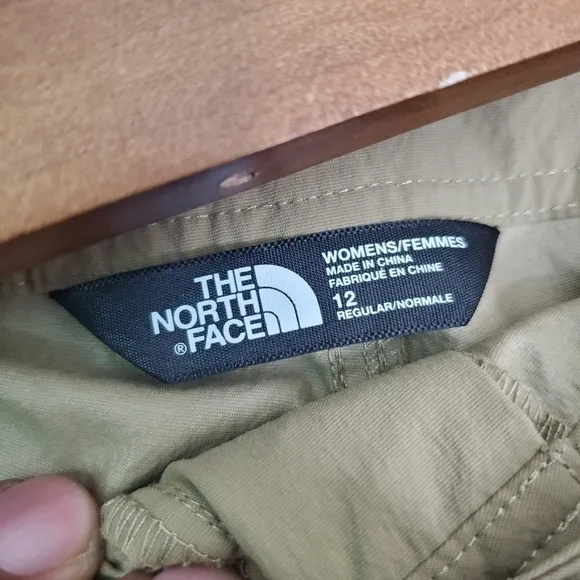 THE
NORTH
®FACE
WOMENS/FEMMES
MADE IN CHINA
FABRIQUÉ EN CHINE
12
REGULAR/NORMALE